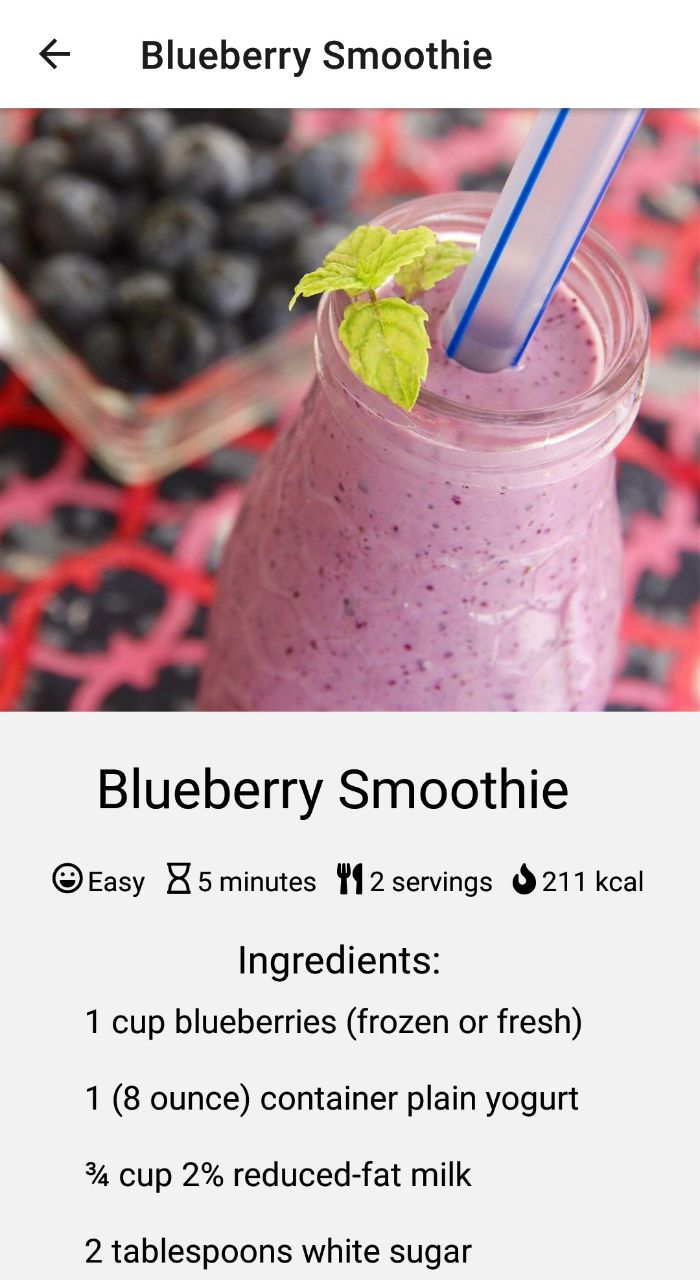 Blueberry Smoothie
Blueberry Smoothie
Easy 5 minutes 2 servings 211 kcal
Ingredients:
1 cup blueberries (frozen or fresh)
1 (8 ounce) container plain yogurt
¾ cup 2% reduced-fat milk
2 tablespoons white sugar